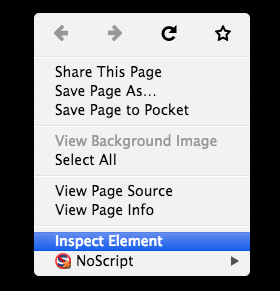 Share This Page
Save Page As...
Save Page to Pocket
View Background Image
Select All
View Page Source
View Page Info
Inspect Element
NoScript